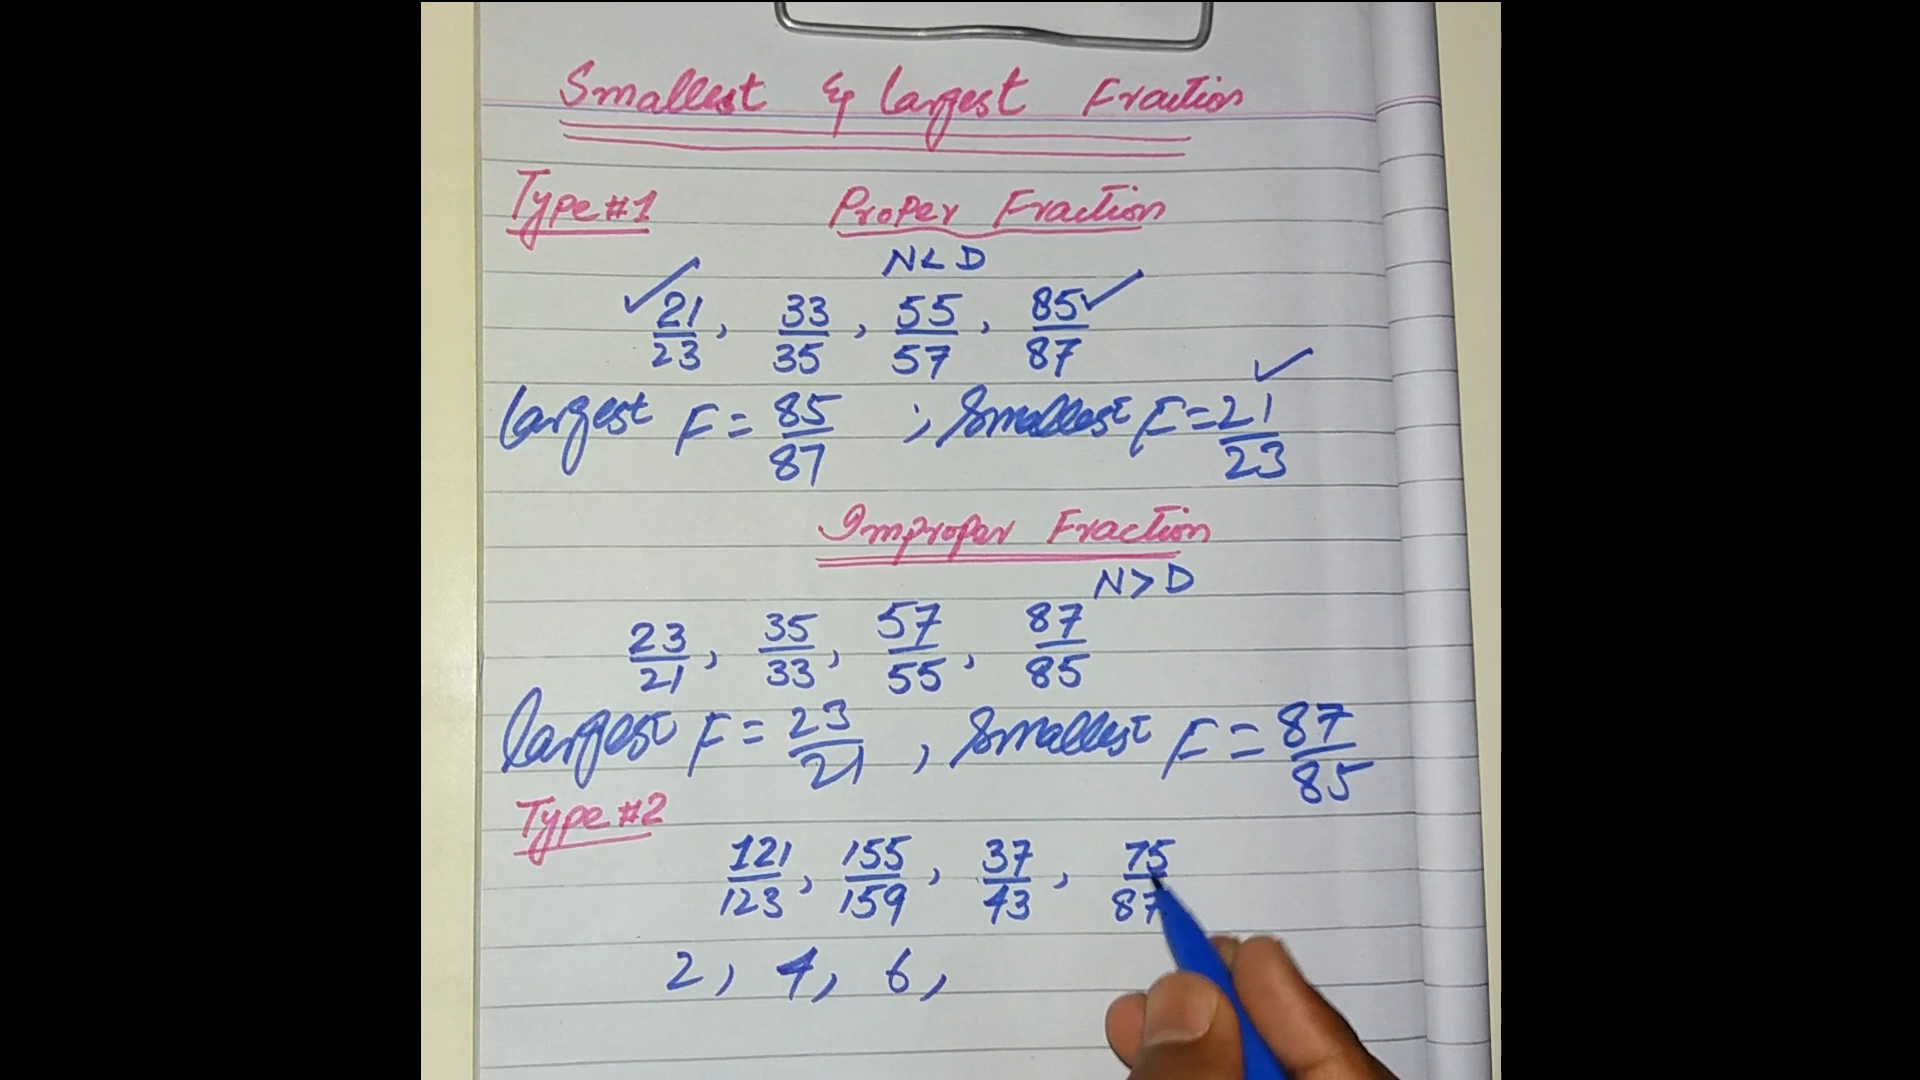 Smallest & largest Fraction
Type #1 Proper Fraction
N < D
21/23, 33/35, 55/57, 85/87
largest F = 85/87 ; Smallest F = 21/23
Improper Fraction
N > D
23/21, 35/33, 57/55, 87/85
largest F = 23/21, Smallest F = 87/85
Type #2
121/123, 155/159, 37/43, 75/87
2, 4, 6,